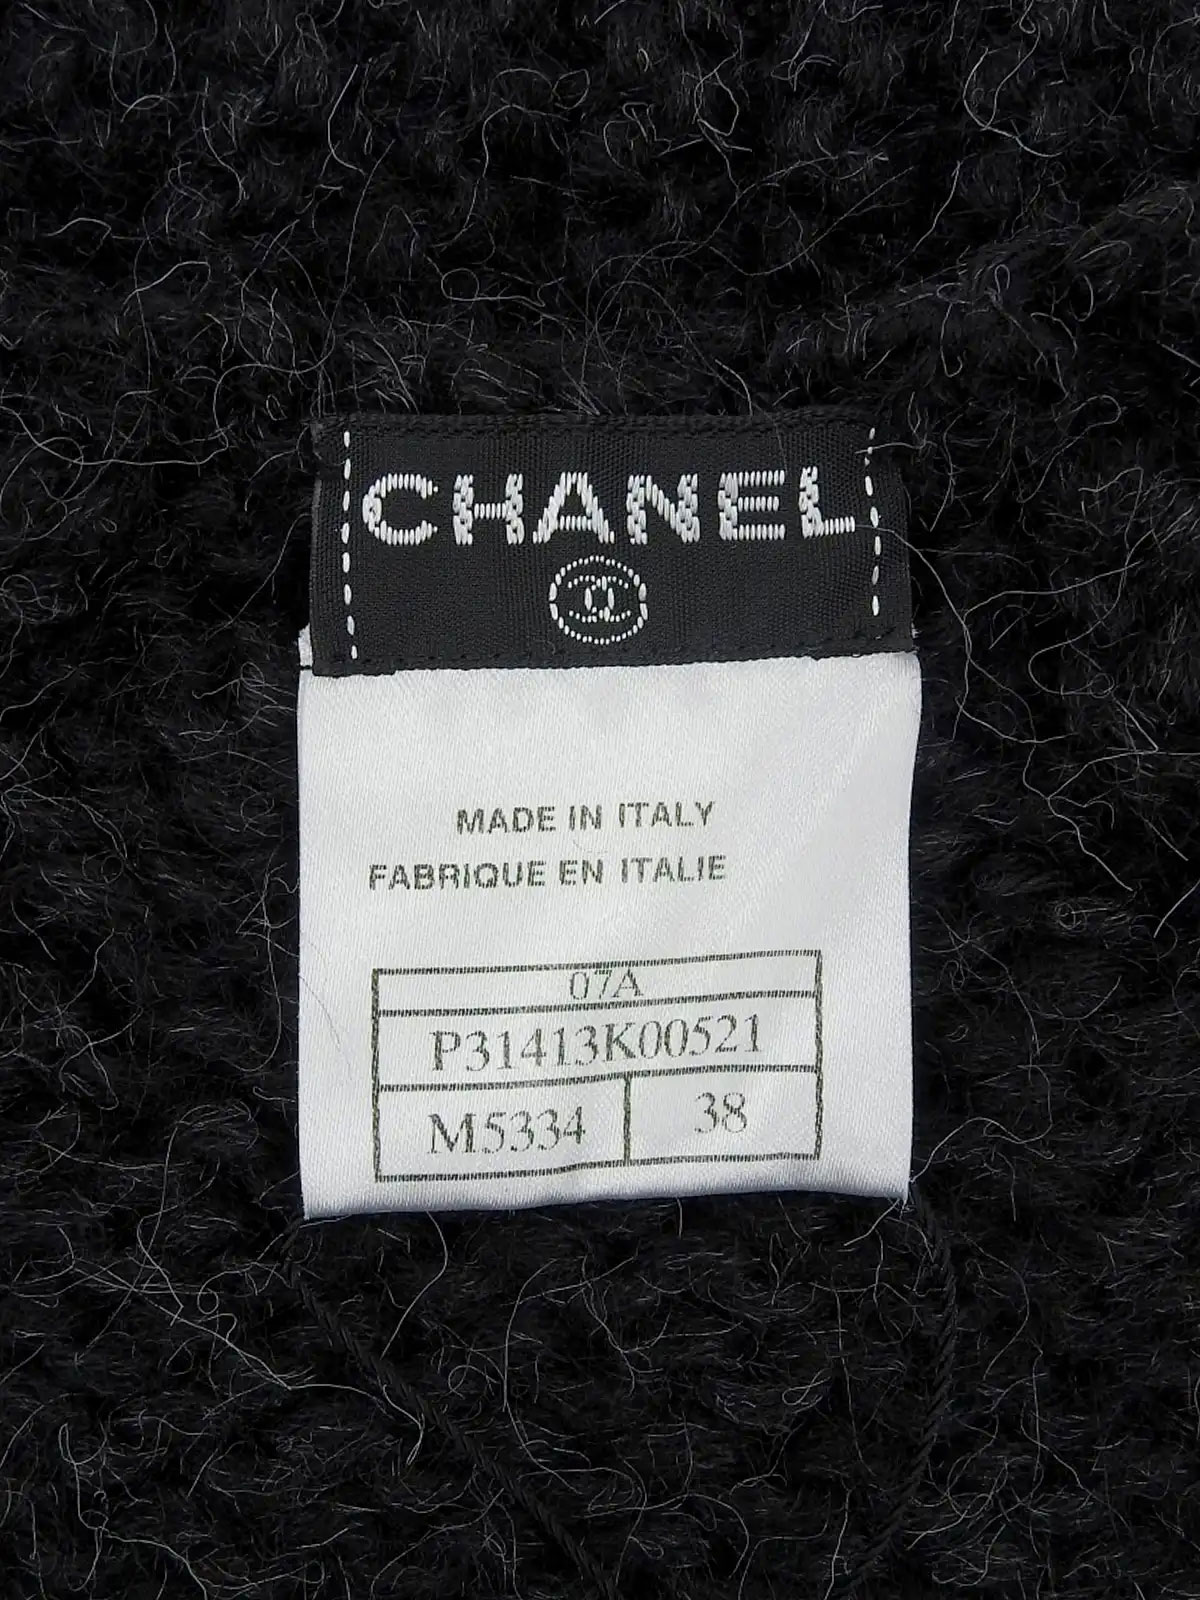 CHANEL
MADE IN ITALY
FABRIQUE EN ITALIE
07A
P31413K00521
M5334 38